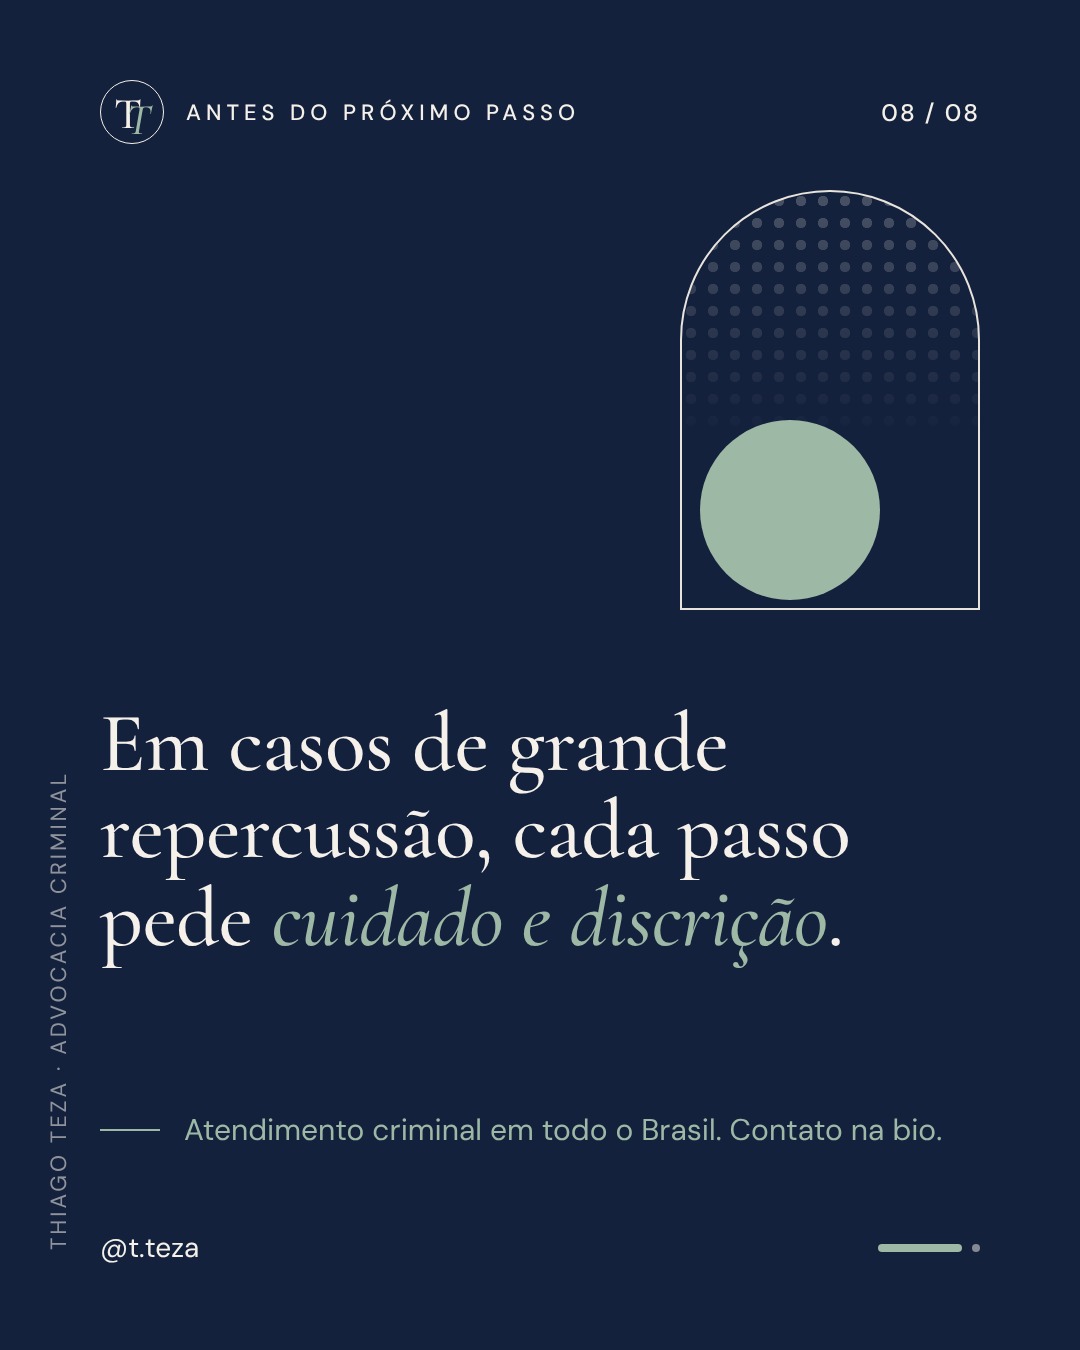 TT
ANTES DO PRÓXIMO PASSO
08 / 08
Em casos de grande
repercussão, cada passo
pede cuidado e discrição.
THIAGO TEZA · ADVOCACIA CRIMINAL
Atendimento criminal em todo o Brasil. Contato na bio.
@t.teza